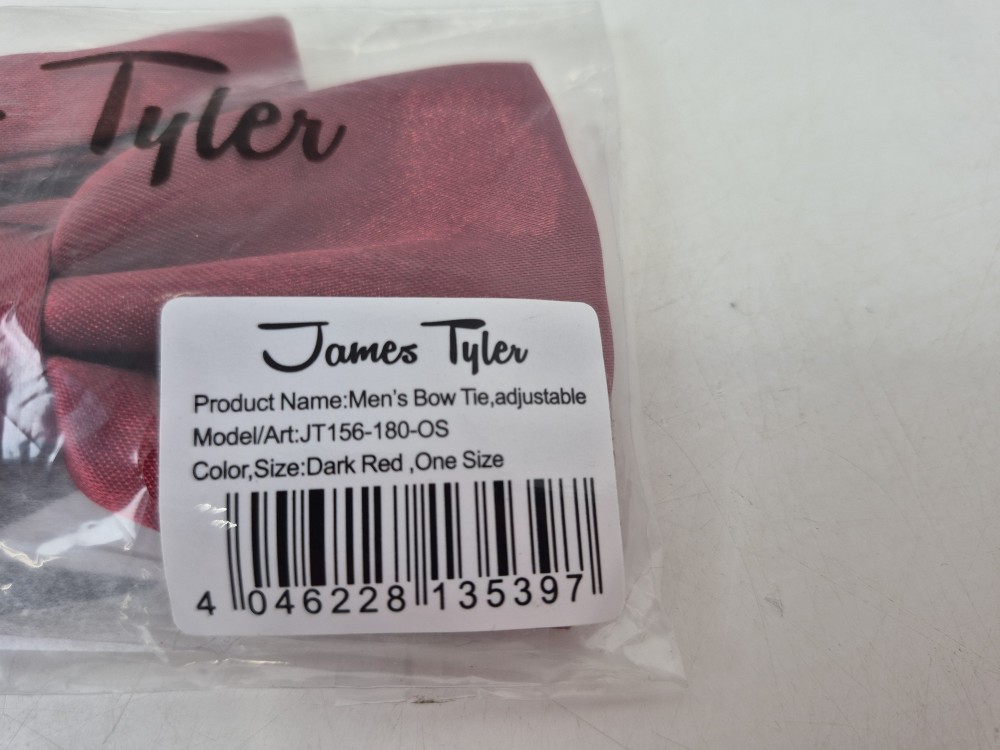 Tyler
James Tyler
Product Name:Men's Bow Tie,adjustable
Model/Art:JT156-180-OS
Color,Size:Dark Red ,One Size
4 046228 135397